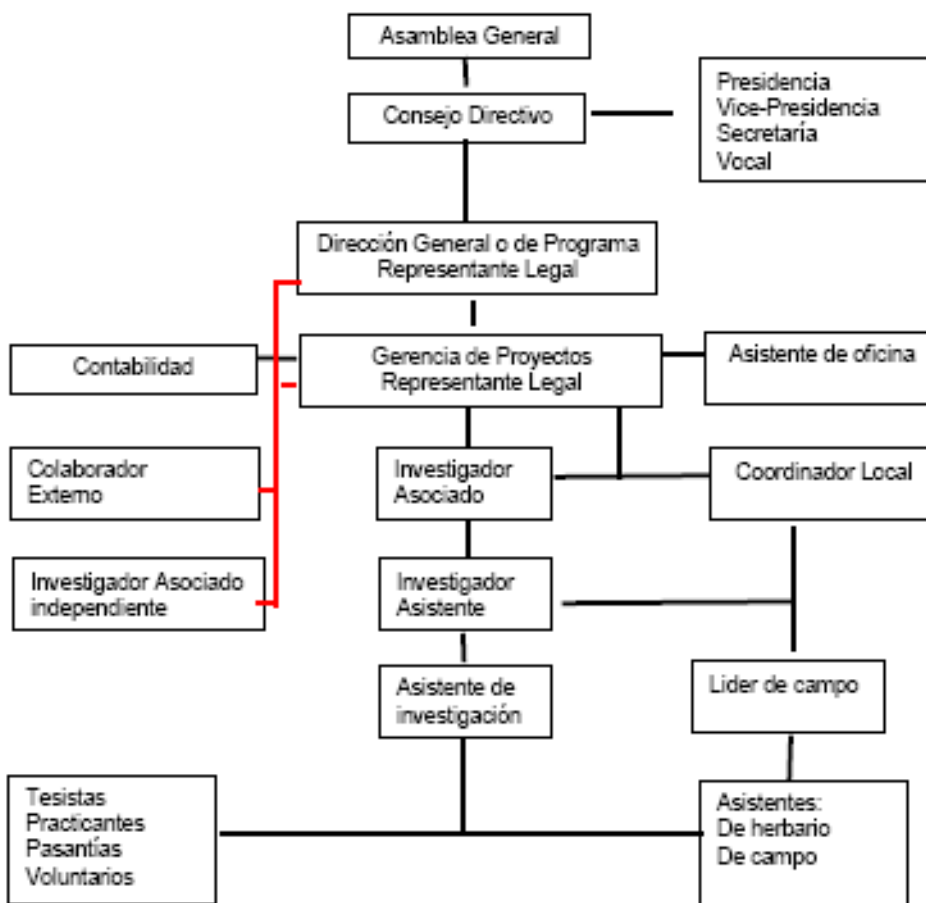 Asamblea General
Presidencia
Vice-Presidencia
Secretaría
Vocal
Consejo Directivo
Dirección General o de Programa
Representante Legal
Contabilidad
Gerencia de Proyectos
Representante Legal
Asistente de oficina
Colaborador
Externo
Investigador
Asociado
Coordinador Local
Investigador Asociado
independiente
Investigador
Asistente
Asistente de
investigación
Lider de campo
Tesistas
Practicantes
Pasantías
Voluntarios
Asistentes:
De herbario
De campo